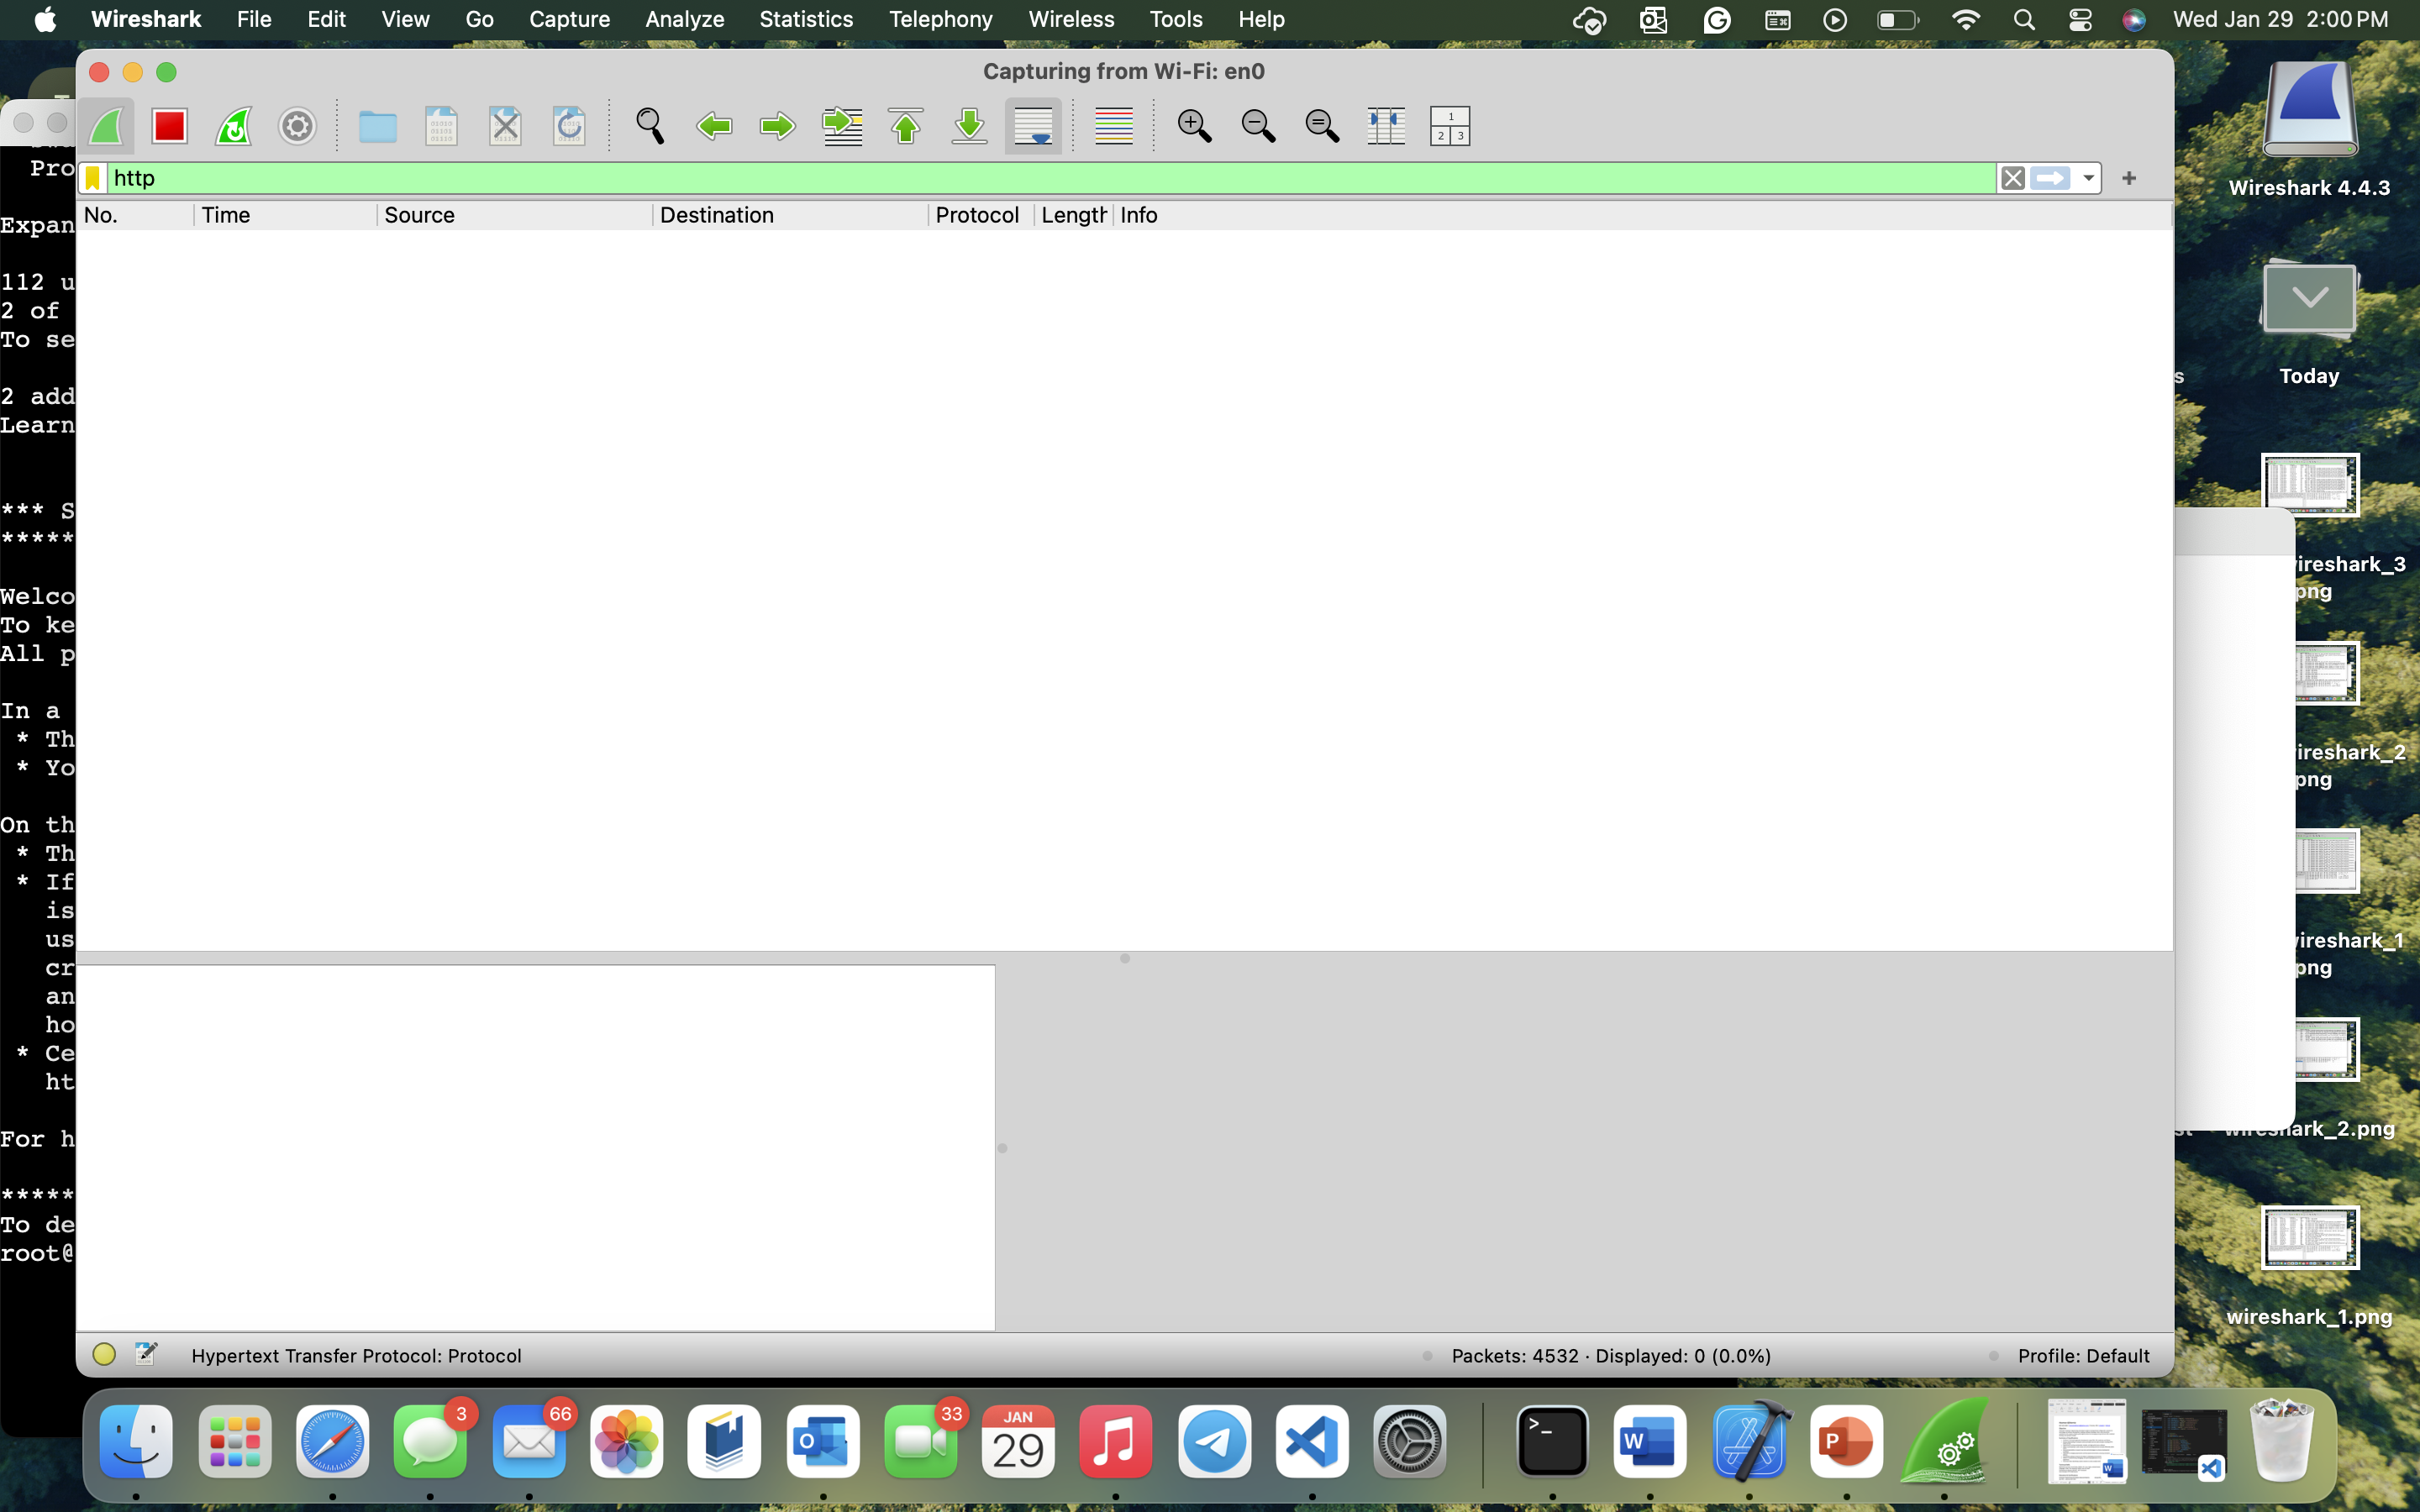 Wireshark File Edit View Go Capture Analyze Statistics Telephony Wireless Tools Help Wed Jan 29 2:00 PM
Capturing from Wi-Fi: en0
http
No. Time Source Destination Protocol Length Info
Pro
Expan
112 u
2 of
To se
2 add
Learn
*** S
*****
Welco
To ke
All p
In a
* Th
* Yo
On th
* Th
* If
is
us
cr
an
ho
* Ce
ht
For h
*****
To de
root@
Wireshark 4.4.3
Today
s
ireshark_3
png
ireshark_2
png
ireshark_1
png
wireshark_2.png
wireshark_1.png
Hypertext Transfer Protocol: Protocol Packets: 4532 · Displayed: 0 (0.0%) Profile: Default
3 66 33
JAN
29